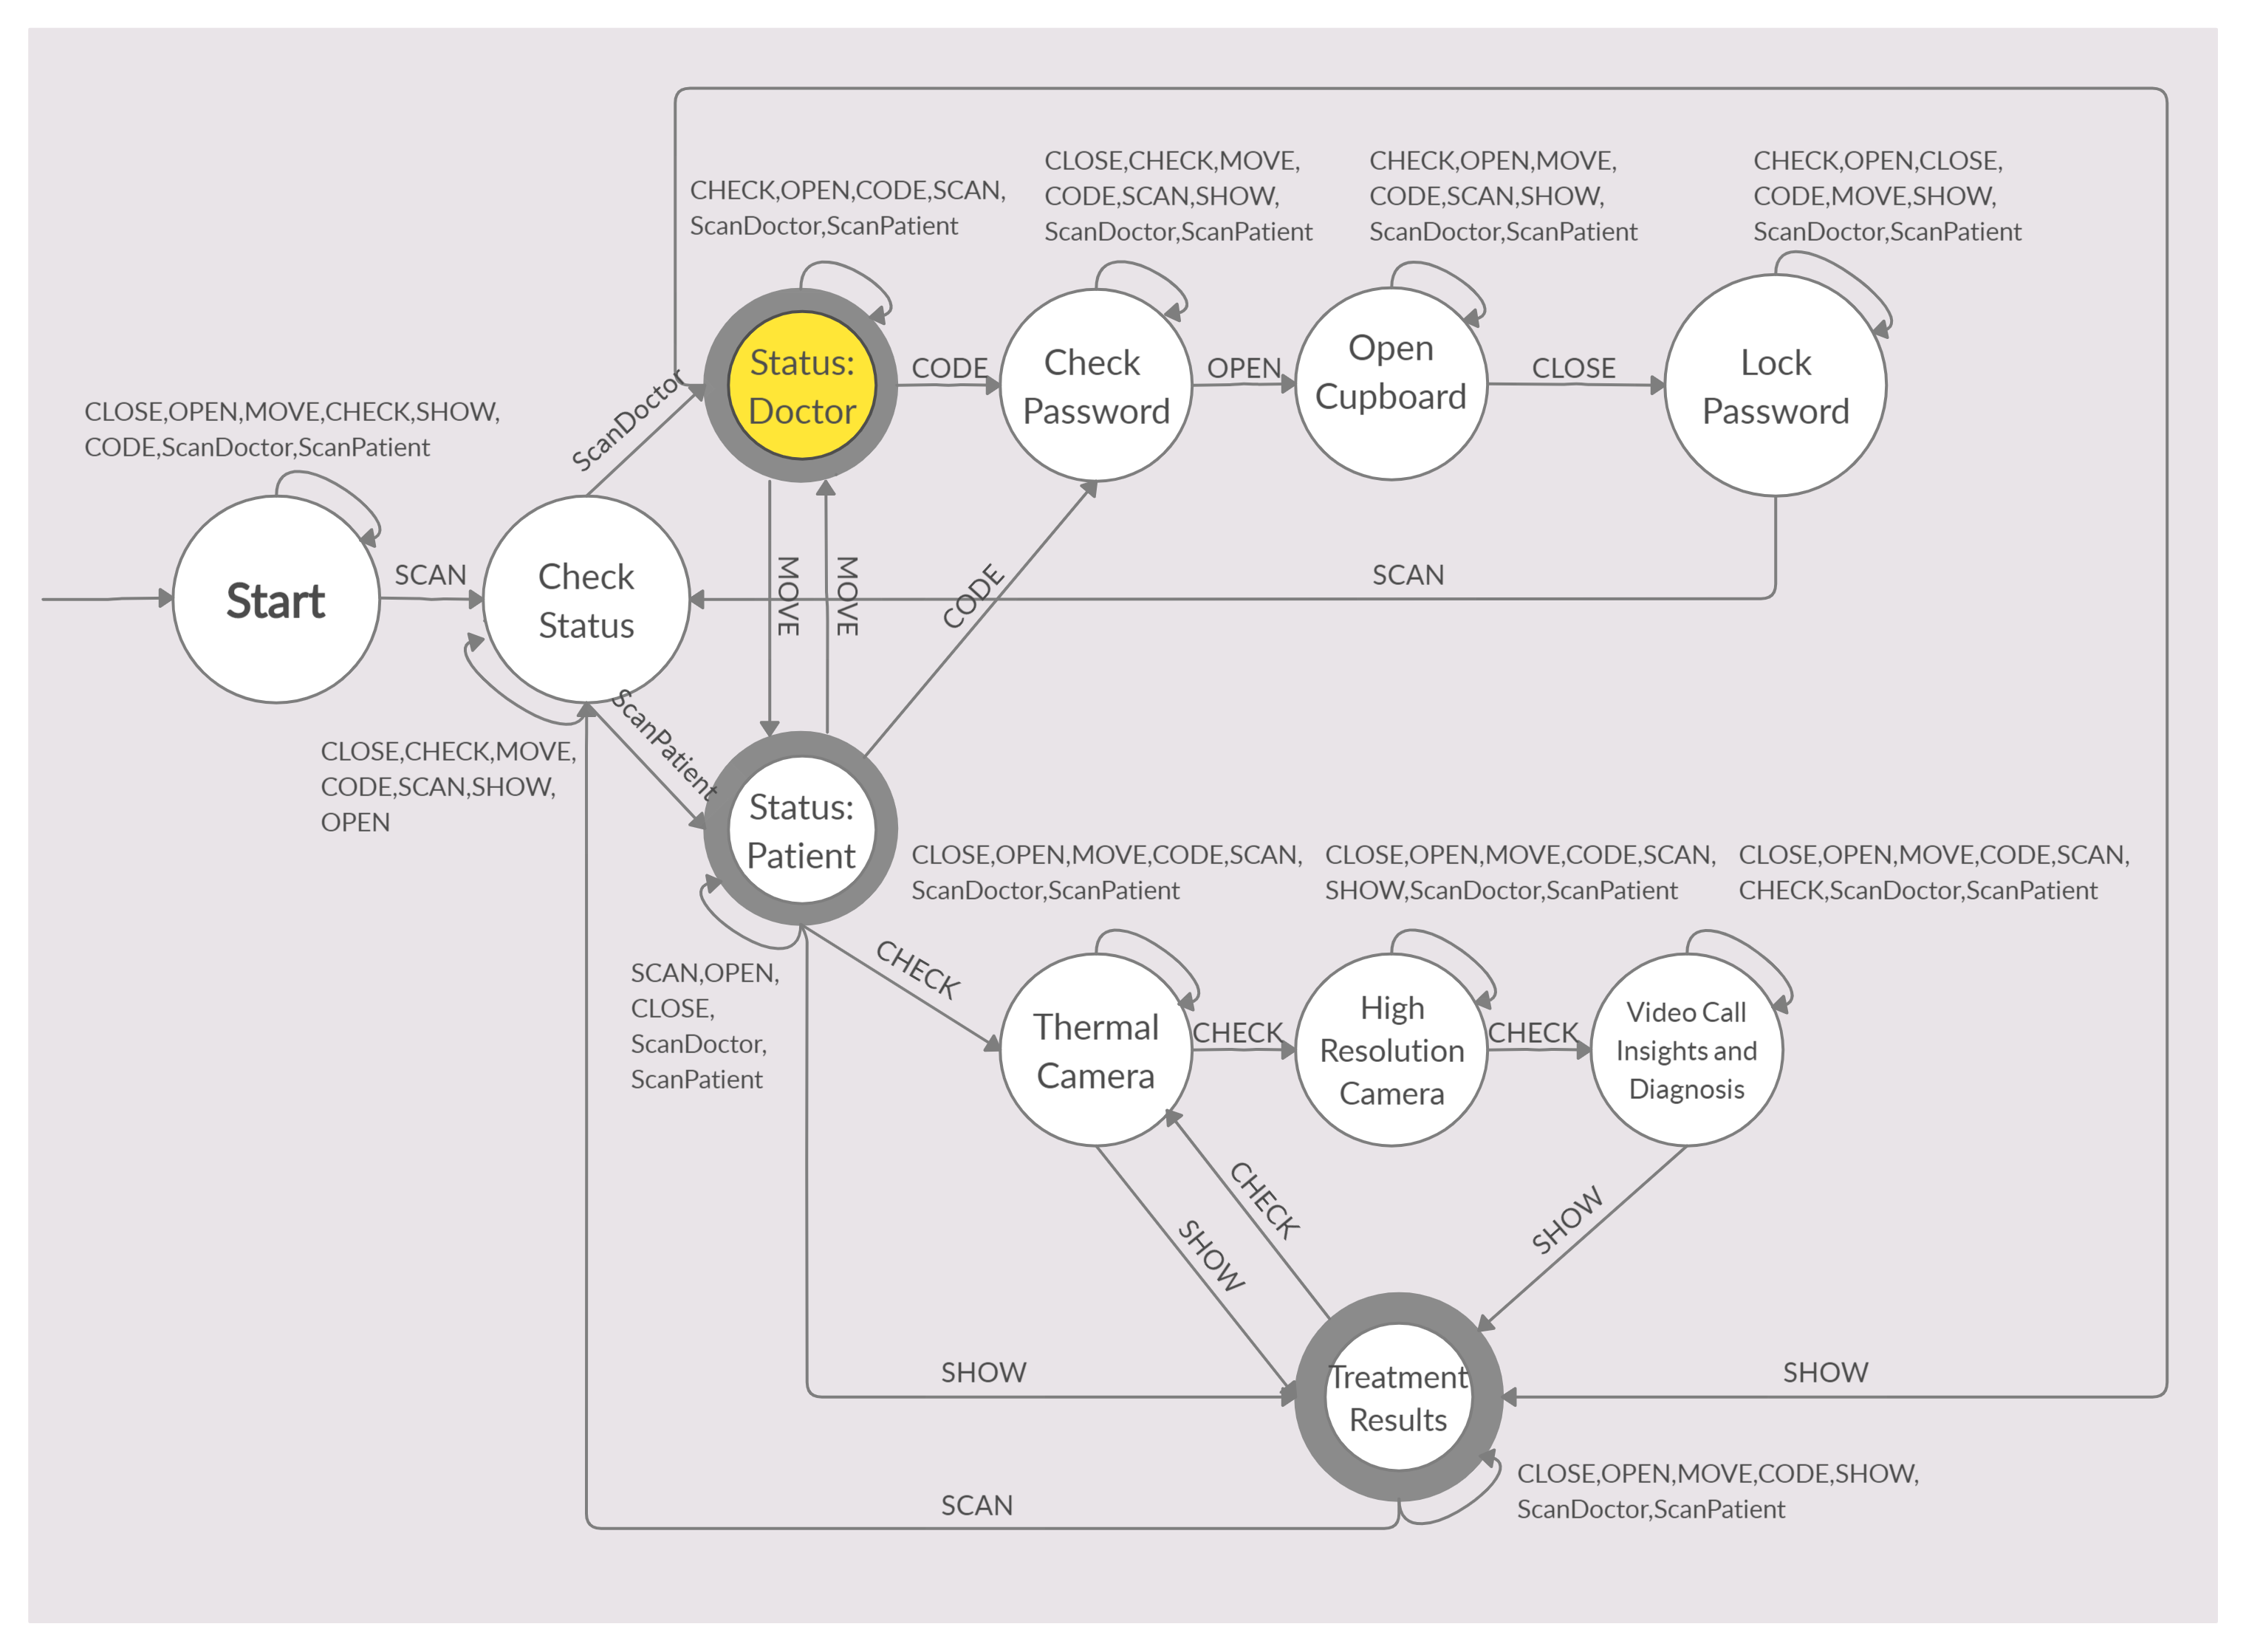 CLOSE,CHECK,MOVE,
CODE,SCAN,SHOW,
ScanDoctor,ScanPatient
CHECK,OPEN,MOVE,
CODE,SCAN,SHOW,
ScanDoctor,ScanPatient
CHECK,OPEN,CLOSE,
CODE,MOVE,SHOW,
ScanDoctor,ScanPatient
CHECK,OPEN,CODE,SCAN,
ScanDoctor,ScanPatient
Status:
Doctor
CODE
Check
Password
OPEN
Open
Cupboard
CLOSE
Lock
Password
ScanDoctor
CLOSE,OPEN,MOVE,CHECK,SHOW,
CODE,ScanDoctor,ScanPatient
Start
SCAN
Check
Status
MOVE
MOVE
CODE
SCAN
ScanPatient
CLOSE,CHECK,MOVE,
CODE,SCAN,SHOW,
OPEN
Status:
Patient
CLOSE,OPEN,MOVE,CODE,SCAN,
ScanDoctor,ScanPatient
CLOSE,OPEN,MOVE,CODE,SCAN,
SHOW,ScanDoctor,ScanPatient
CLOSE,OPEN,MOVE,CODE,SCAN,
CHECK,ScanDoctor,ScanPatient
SCAN,OPEN,
CLOSE,
ScanDoctor,
ScanPatient
CHECK
Thermal
Camera
CHECK
High
Resolution
Camera
CHECK
Video Call
Insights and
Diagnosis
CHECK
SHOW
SHOW
SHOW
Treatment
Results
SHOW
CLOSE,OPEN,MOVE,CODE,SHOW,
ScanDoctor,ScanPatient
SCAN